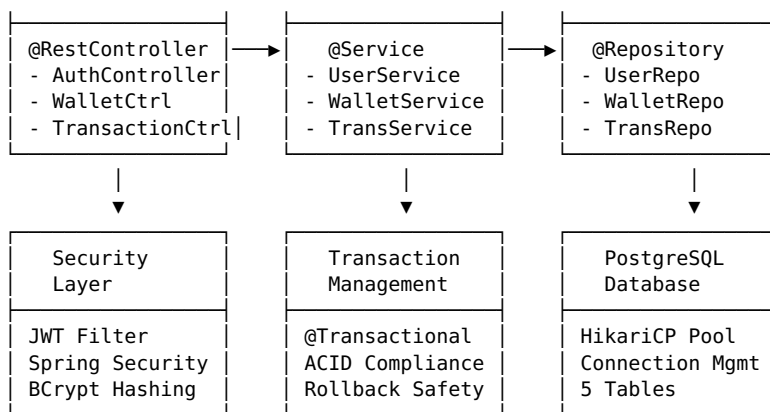 @RestController
- AuthController
- WalletCtrl
- TransactionCtrl
@Service
- UserService
- WalletService
- TransService
@Repository
- UserRepo
- WalletRepo
- TransRepo
Security
Layer
JWT Filter
Spring Security
BCrypt Hashing
Transaction
Management
@Transactional
ACID Compliance
Rollback Safety
PostgreSQL
Database
HikariCP Pool
Connection Mgmt
5 Tables